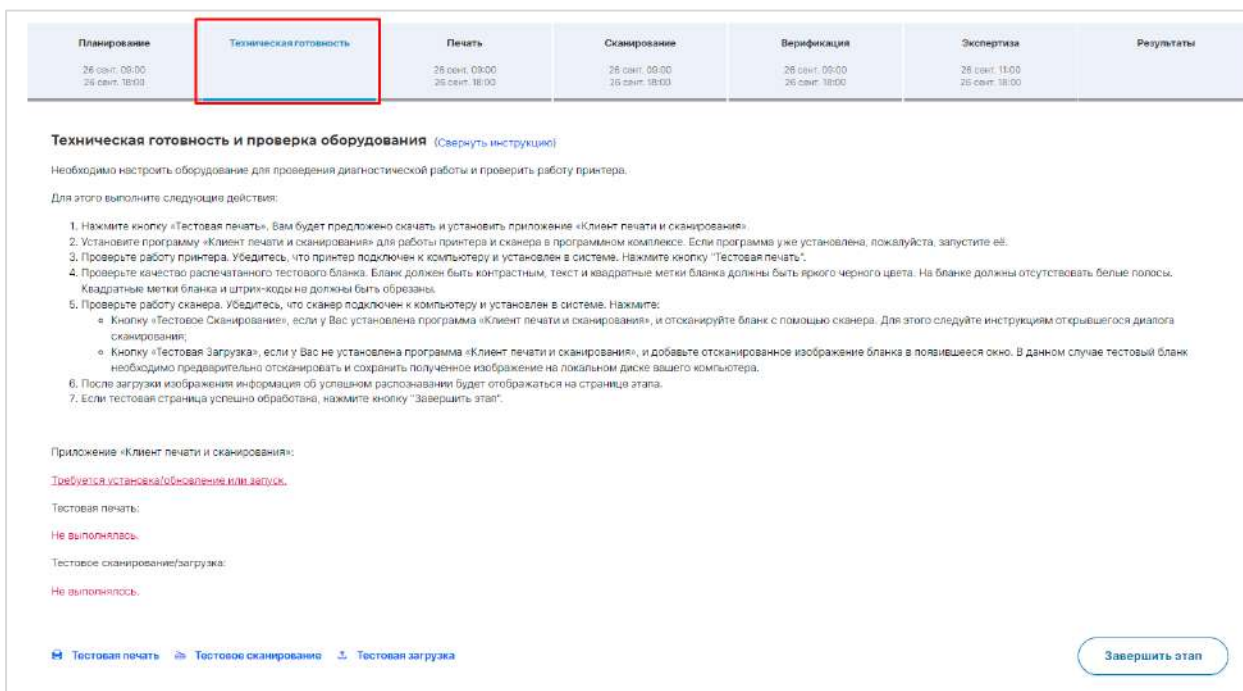 Планирование
26 сент. 09:00
26 сент. 18:00
Техническая готовность
Печать
26 сент. 09:00
26 сент. 18:00
Сканирование
26 сент. 09:00
26 сент. 18:00
Верификация
26 сент. 09:00
26 сент. 18:00
Экспертиза
26 сент. 11:00
26 сент. 18:00
Результаты
Техническая готовность и проверка оборудования (Свернуть инструкцию)
Необходимо настроить оборудование для проведения диагностической работы и проверить работу принтера.
Для этого выполните следующие действия:
1. Нажмите кнопку «Тестовая печать», Вам будет предложено скачать и установить приложение «Клиент печати и сканирования».
2. Установите программу «Клиент печати и сканирования» для работы принтера и сканера в программном комплексе. Если программа уже установлена, пожалуйста, запустите её.
3. Проверьте работу принтера. Убедитесь, что принтер подключен к компьютеру и установлен в системе. Нажмите кнопку "Тестовая печать".
4. Проверьте качество распечатанного тестового бланка. Бланк должен быть контрастным, текст и квадратные метки бланка должны быть яркого черного цвета. На бланке должны отсутствовать белые полосы.
Квадратные метки бланка и штрих-коды не должны быть обрезаны.
5. Проверьте работу сканера. Убедитесь, что сканер подключен к компьютеру и установлен в системе. Нажмите:
Кнопку «Тестовое Сканирование», если у Вас установлена программа «Клиент печати и сканирования», и отсканируйте бланк с помощью сканера. Для этого следуйте инструкциям открывшегося диалога
сканирования;
Кнопку «Тестовая Загрузка», если у Вас не установлена программа «Клиент печати и сканирования», и добавьте отсканированное изображение бланка в появившееся окно. В данном случае тестовый бланк
необходимо предварительно отсканировать и сохранить полученное изображение на локальном диске вашего компьютера.
6. После загрузки изображения информация об успешном распознавании будет отображаться на странице этапа.
7. Если тестовая страница успешно обработана, нажмите кнопку "Завершить этап".
Приложение «Клиент печати и сканирования»:
Требуется установка/обновление или запуск.
Тестовая печать:
Не выполнялась.
Тестовое сканирование/загрузка:
Не выполнялось.
Тестовая печать Тестовое сканирование Тестовая загрузка
Завершить этап